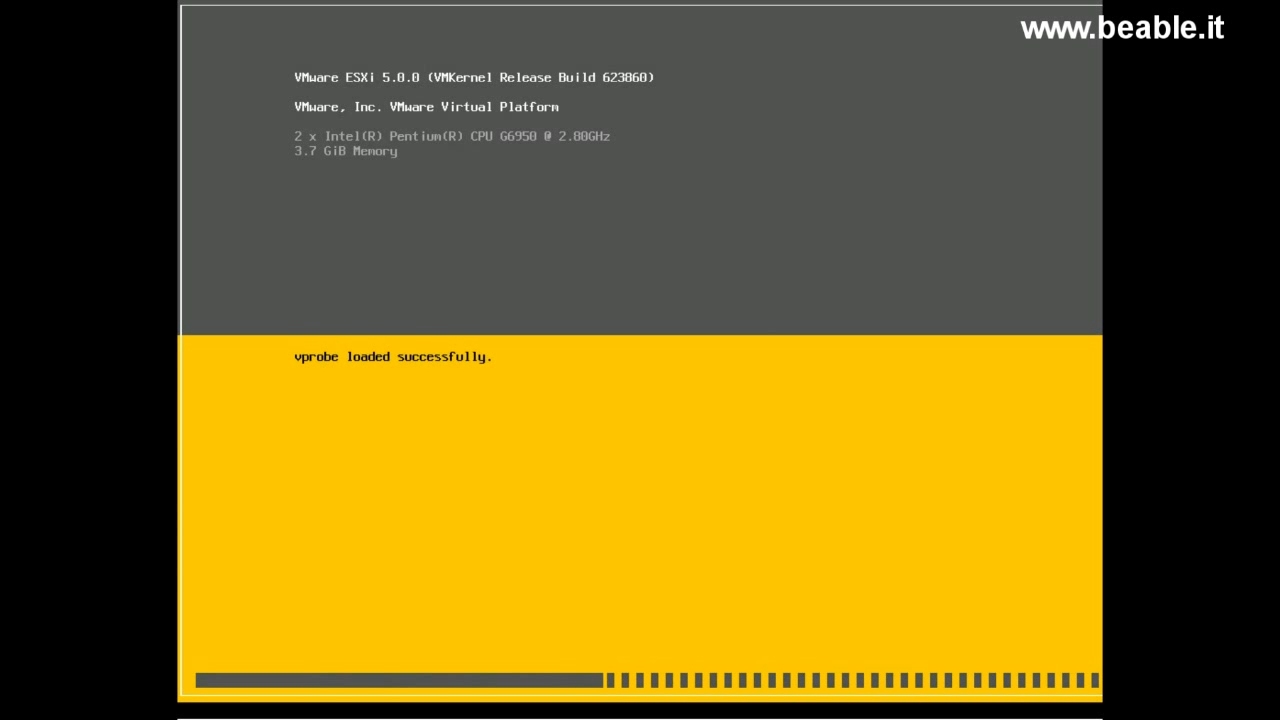 www.beable.it
VMware ESXi 5.0.0 (VMKernel Release Build 623860)
VMware, Inc. VMware Virtual Platform
2 x Intel(R) Pentium(R) CPU G6950 @ 2.80GHz
3.7 GiB Memory
vprobe loaded successfully.